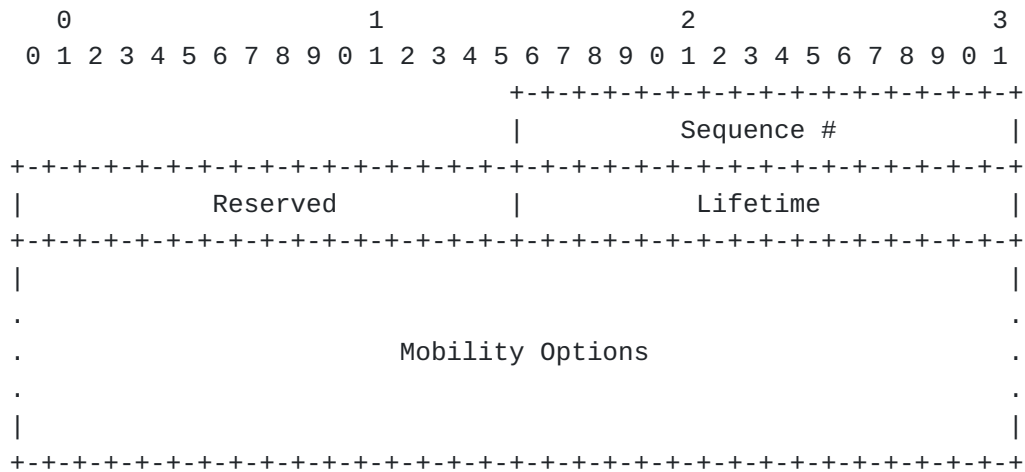 0                   1                   2                   3
 0 1 2 3 4 5 6 7 8 9 0 1 2 3 4 5 6 7 8 9 0 1 2 3 4 5 6 7 8 9 0 1
                                +-+-+-+-+-+-+-+-+-+-+-+-+-+-+-+-+
                                |          Sequence #           |
+-+-+-+-+-+-+-+-+-+-+-+-+-+-+-+-+-+-+-+-+-+-+-+-+-+-+-+-+-+-+-+-+
|            Reserved           |           Lifetime            |
+-+-+-+-+-+-+-+-+-+-+-+-+-+-+-+-+-+-+-+-+-+-+-+-+-+-+-+-+-+-+-+-+
|                                                               |
.                                                               .
.                        Mobility Options                       .
.                                                               .
|                                                               |
+-+-+-+-+-+-+-+-+-+-+-+-+-+-+-+-+-+-+-+-+-+-+-+-+-+-+-+-+-+-+-+-+